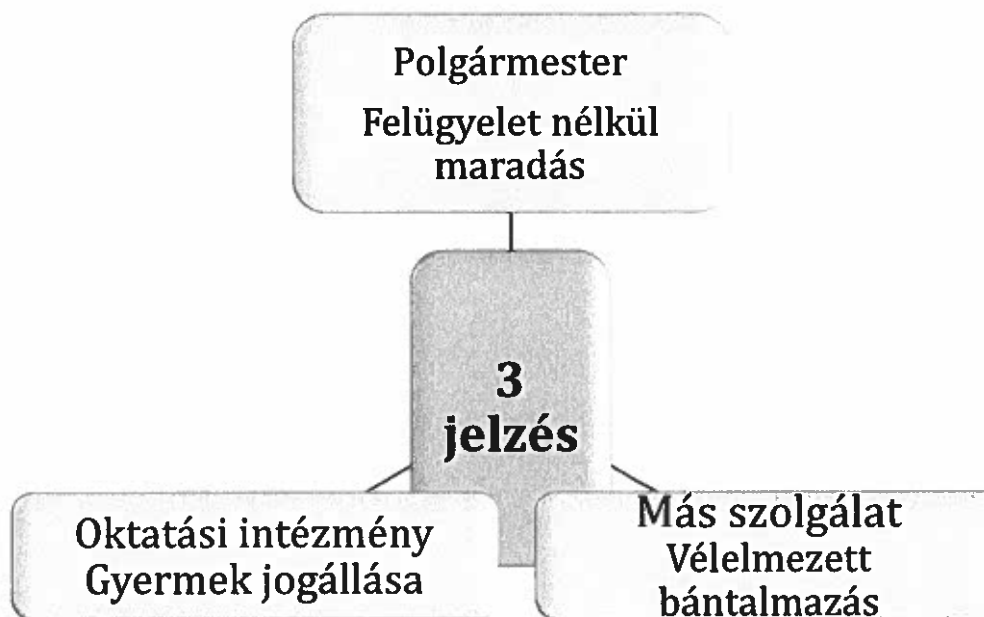 Polgármester
Felügyelet nélkül
maradás
3
jelzés
Oktatási intézmény
Gyermek jogállása
Más szolgálat
Vélelmezett
bántalmazás